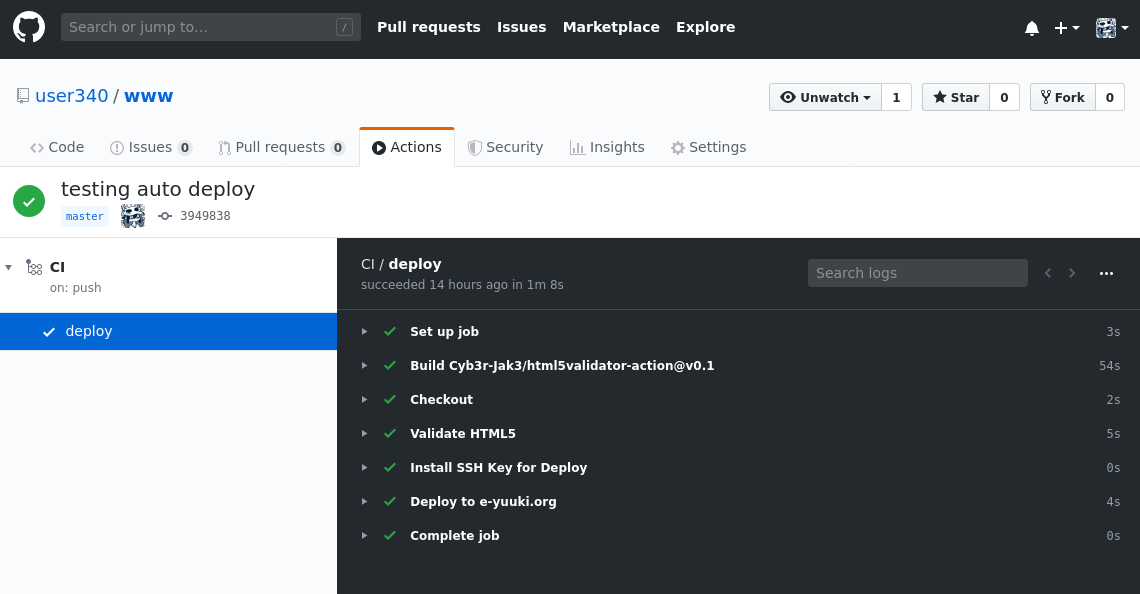 Search or jump to… / Pull requests Issues Marketplace Explore
user340 / www Unwatch 1 Star 0 Fork 0
Code Issues 0 Pull requests 0 Actions Security Insights Settings
testing auto deploy
master 3949838
CI
on: push
deploy
CI / deploy
succeeded 14 hours ago in 1m 8s
Search logs
Set up job 3s
Build Cyb3r-Jak3/html5validator-action@v0.1 54s
Checkout 2s
Validate HTML5 5s
Install SSH Key for Deploy 0s
Deploy to e-yuuki.org 4s
Complete job 0s